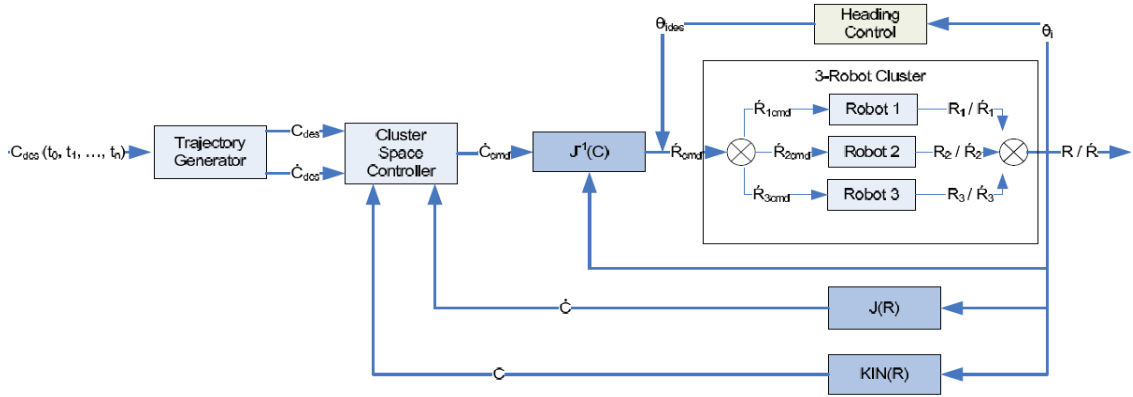 Heading
Control
θides
θi
3-Robot Cluster
Ṙ1cmd
Robot 1
R1 / Ṙ1
Cdes (t0, t1, …, tn)
Trajectory
Generator
Cdes
Ċdes
Cluster
Space
Controller
Ċcmd
J-1(C)
Ṙcmd
Ṙ2cmd
Robot 2
R2 / Ṙ2
R / Ṙ
Ṙ3cmd
Robot 3
R3 / Ṙ3
Ċ
J(R)
C
KIN(R)